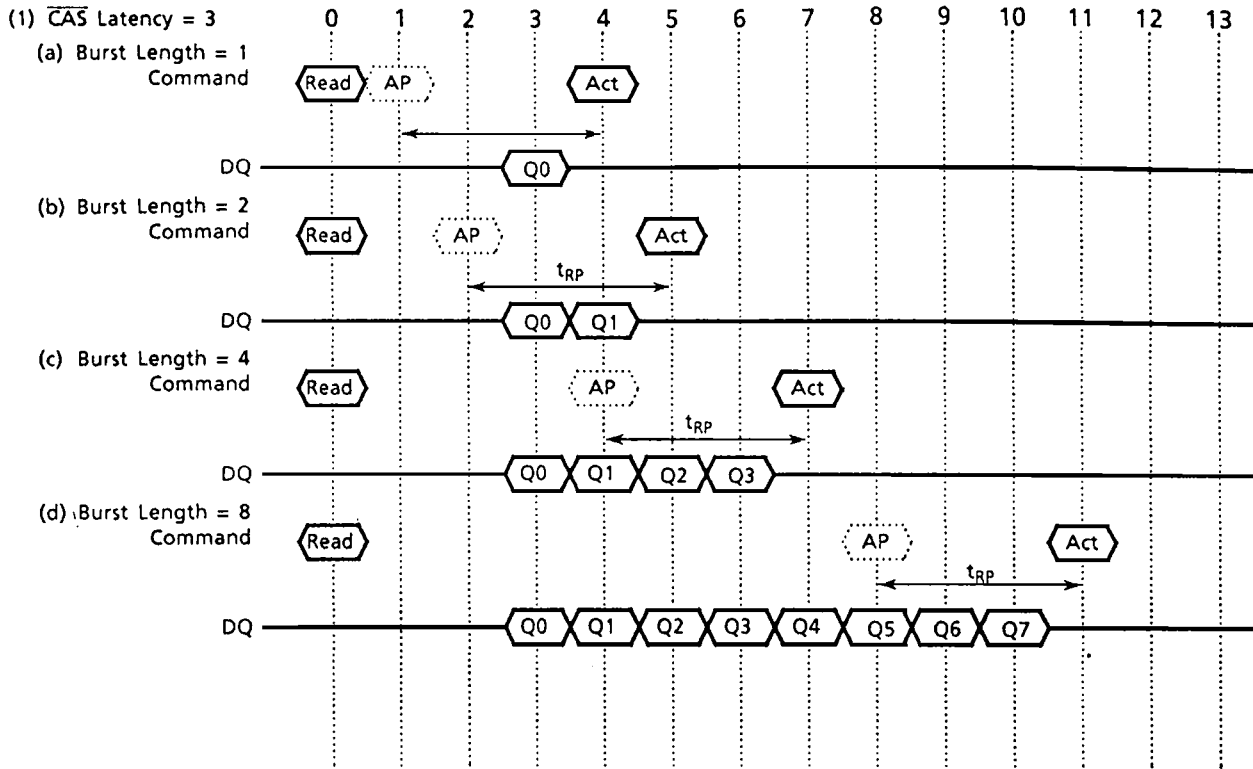 (1) CAS Latency = 3 0 1 2 3 4 5 6 7 8 9 10 11 12 13
(a) Burst Length = 1
Command Read AP Act
DQ Q0
(b) Burst Length = 2
Command Read AP Act
tRP
DQ Q0 Q1
(c) Burst Length = 4
Command Read AP Act
tRP
DQ Q0 Q1 Q2 Q3
(d) Burst Length = 8
Command Read AP Act
tRP
DQ Q0 Q1 Q2 Q3 Q4 Q5 Q6 Q7